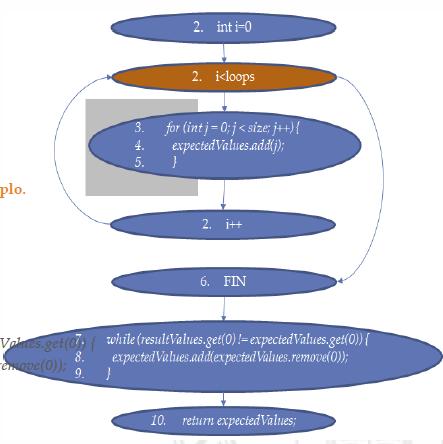 2. int i=0
2. i<loops
3. for (int j = 0; j < size; j++) {
4. expectedValues.add(j);
5. }
plo.
2. i++
6. FIN
Values.get(0) {
7. while (resultValues.get(0) != expectedValues.get(0)) {
emove(0));
8. expectedValues.add(expectedValues.remove(0));
9. }
10. return expectedValues;